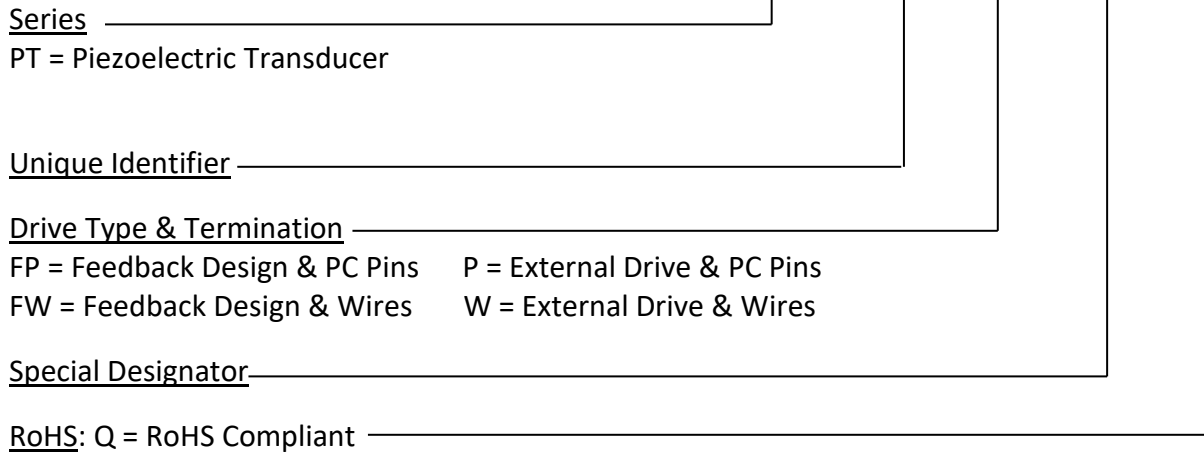 Series
PT = Piezoelectric Transducer
Unique Identifier
Drive Type & Termination
FP = Feedback Design & PC Pins P = External Drive & PC Pins
FW = Feedback Design & Wires W = External Drive & Wires
Special Designator
RoHS: Q = RoHS Compliant